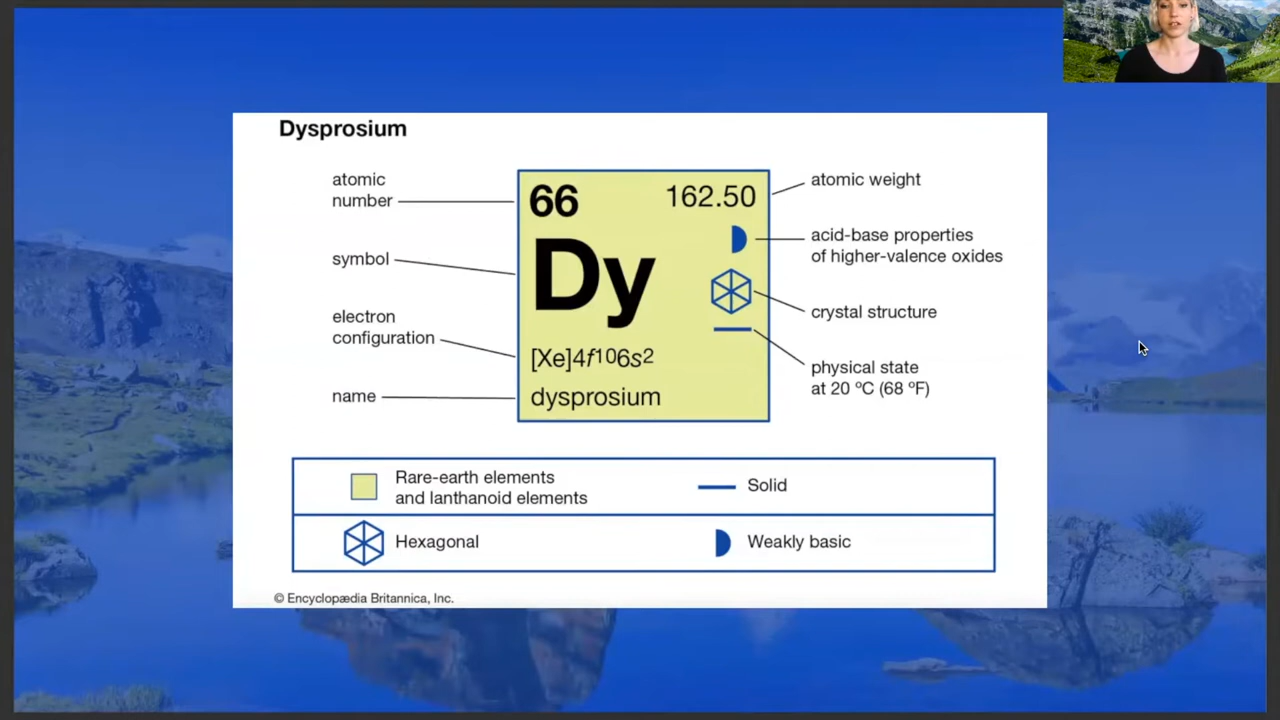 Dysprosium
atomic
number
symbol
electron
configuration
name
66
162.50
Dy
[Xe]4f¹⁰6s²
dysprosium
atomic weight
acid-base properties
of higher-valence oxides
crystal structure
physical state
at 20 ºC (68 ºF)
Rare-earth elements
and lanthanoid elements
Solid
Hexagonal
Weakly basic
© Encyclopædia Britannica, Inc.